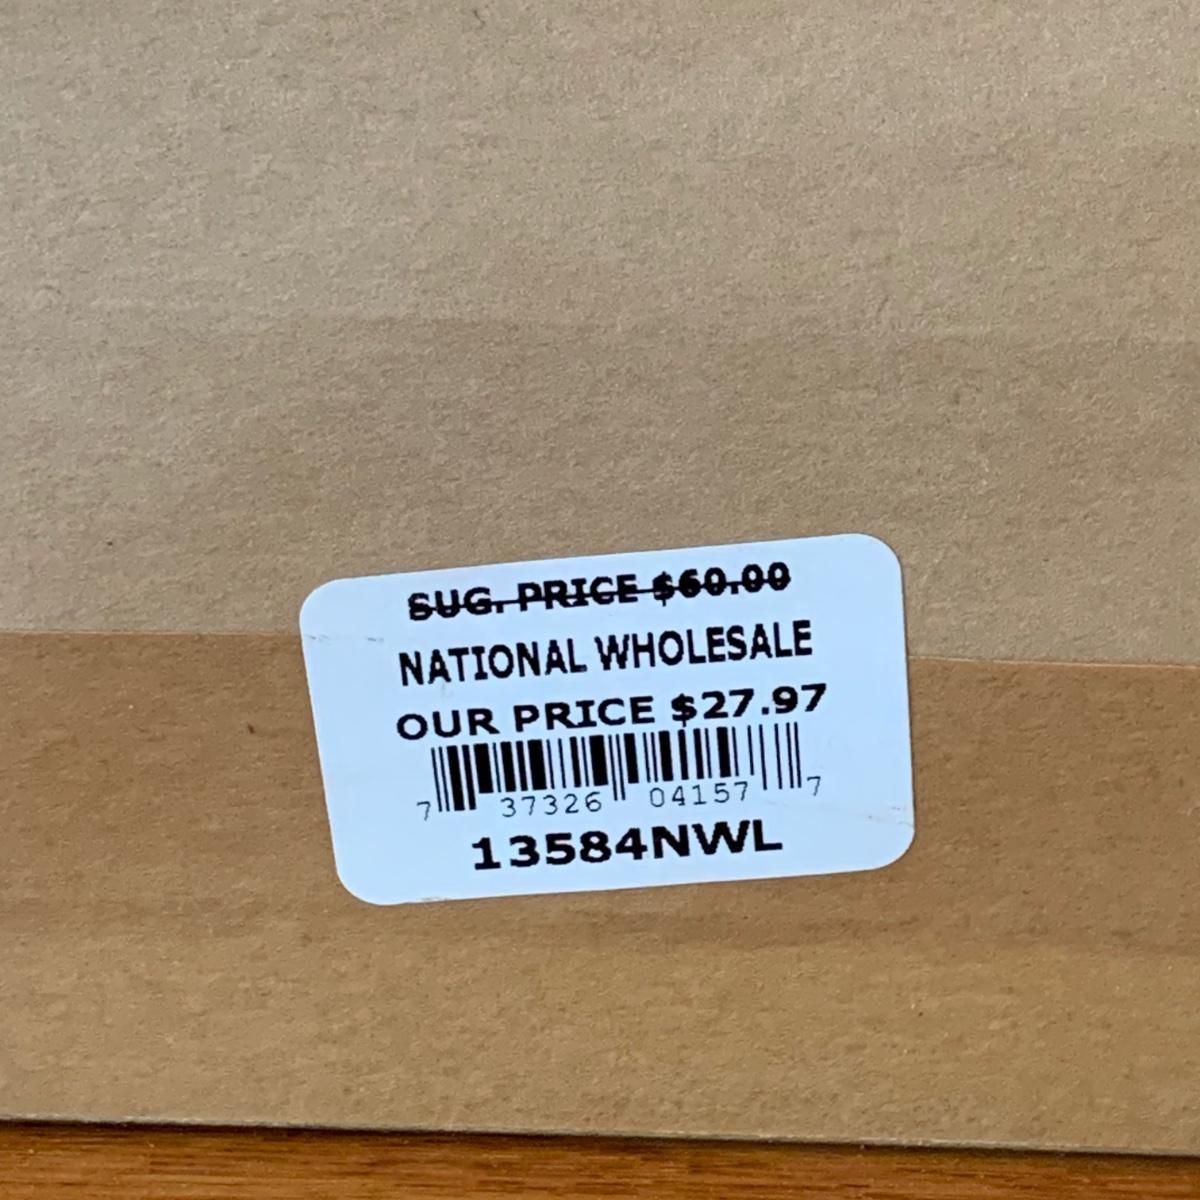 SUG. PRICE $60.00
NATIONAL WHOLESALE
OUR PRICE $27.97
7 37326 04157 7
13584NWL